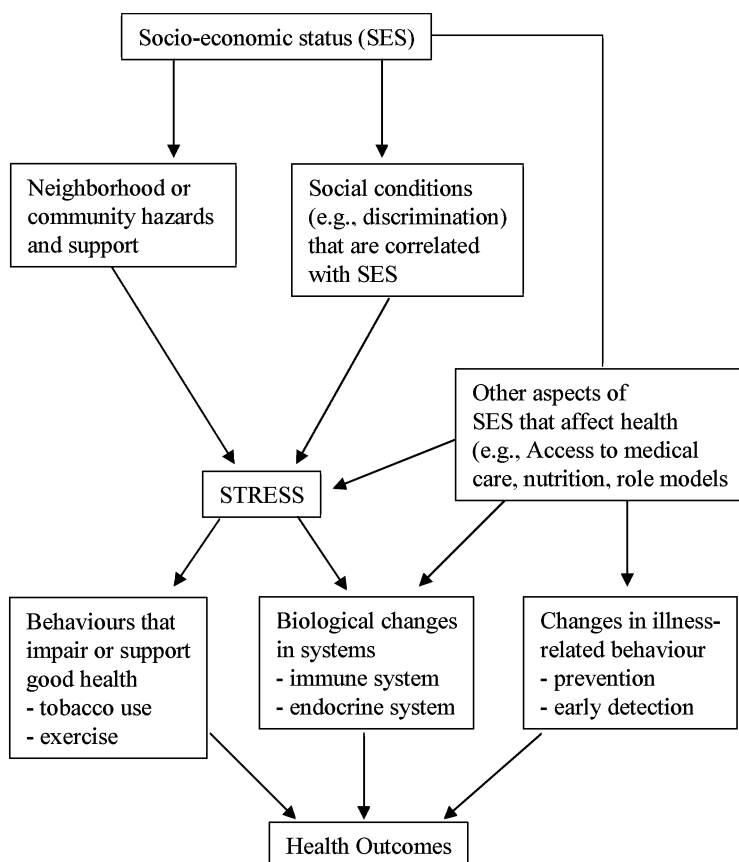 Socio-economic status (SES)
Neighborhood or
community hazards
and support
Social conditions
(e.g., discrimination)
that are correlated
with SES
Other aspects of
SES that affect health
(e.g., Access to medical
care, nutrition, role models
STRESS
Behaviours that
impair or support
good health
- tobacco use
- exercise
Biological changes
in systems
- immune system
- endocrine system
Changes in illness-
related behaviour
- prevention
- early detection
Health Outcomes